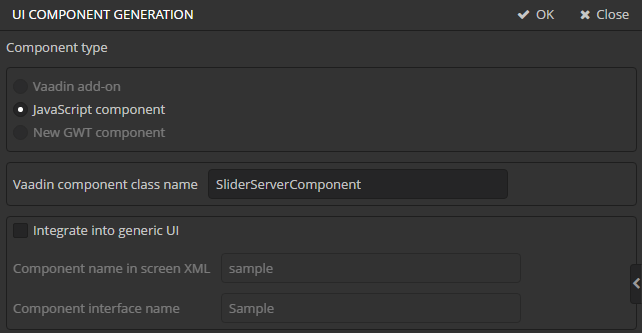 UI COMPONENT GENERATION OK Close
Component type
Vaadin add-on
JavaScript component
New GWT component
Vaadin component class name SliderServerComponent
Integrate into generic UI
Component name in screen XML sample
Component interface name Sample